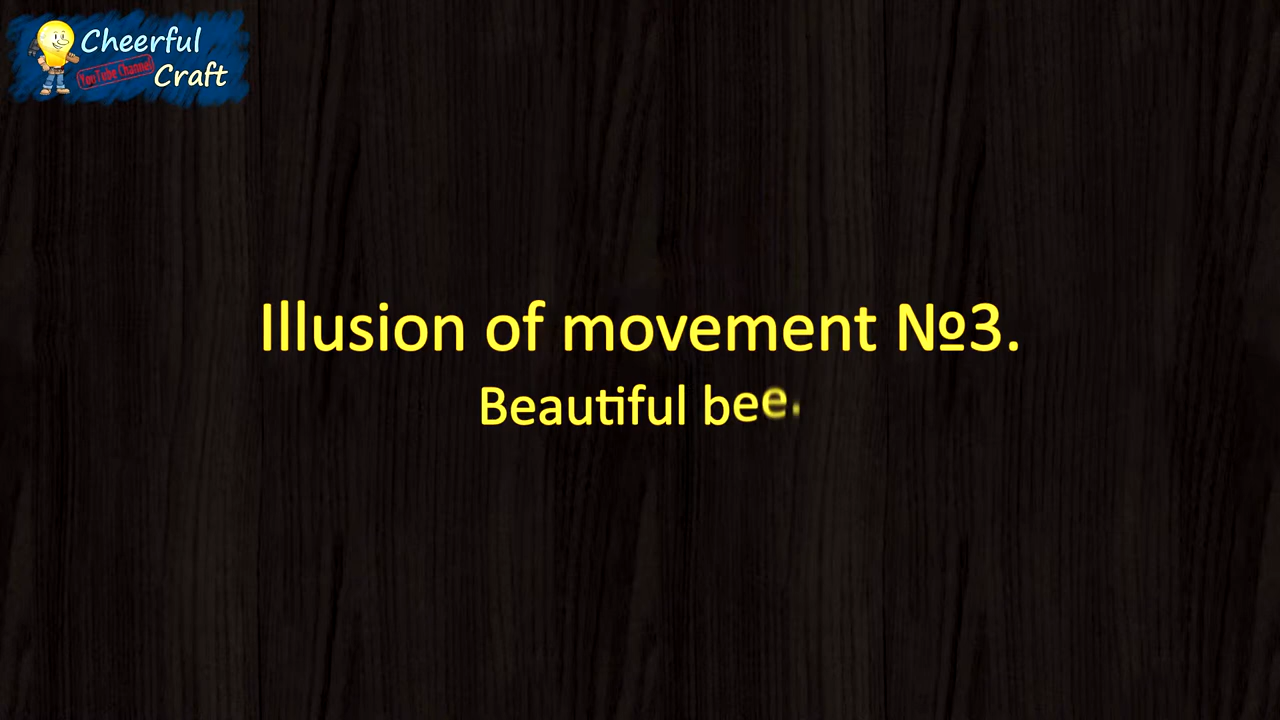 Cheerful
YouTube Channel
Craft
Illusion of movement №3.
Beautiful bee.